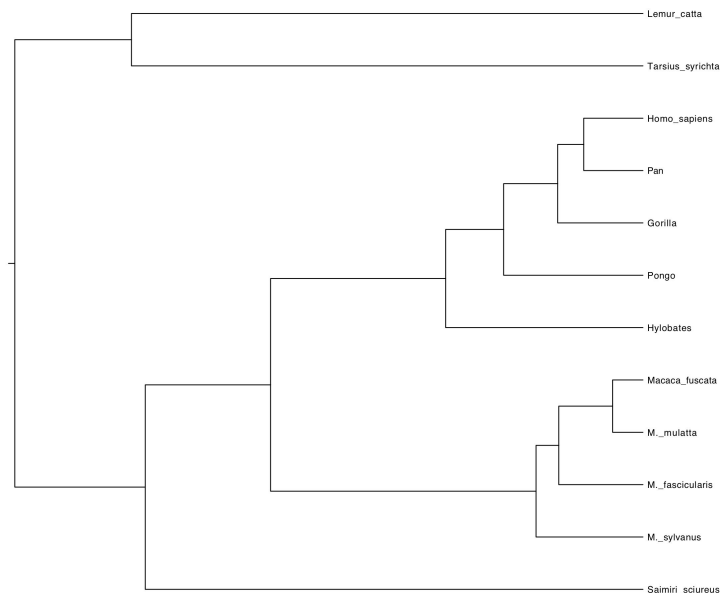 Lemur_catta
Tarsius_syrichta
Homo_sapiens
Pan
Gorilla
Pongo
Hylobates
Macaca_fuscata
M._mulatta
M._fascicularis
M._sylvanus
Saimiri_sciureus